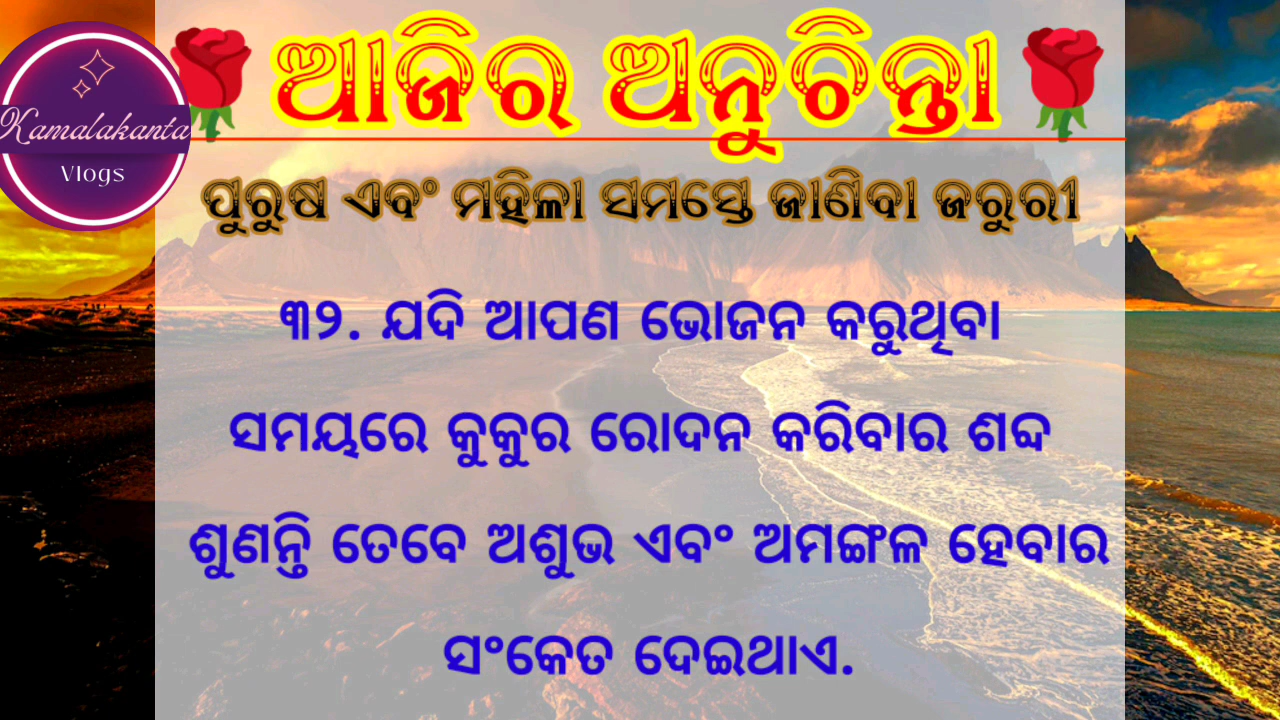 ଆଜିର ଅନୁଚିନ୍ତା
Kamalakanta
Vlogs
ପୁରୁଷ ଏବଂ ମହିଳା ସମସ୍ତେ ଜାଣିବା ଜରୁରୀ
୩୨. ଯଦି ଆପଣ ଭୋଜନ କରୁଥିବା
ସମୟରେ କୁକୁର ରୋଦନ କରିବାର ଶବ୍ଦ
ଶୁଣନ୍ତି ତେବେ ଅଶୁଭ ଏବଂ ଅମଙ୍ଗଳ ହେବାର
ସଂକେତ ଦେଇଥାଏ.